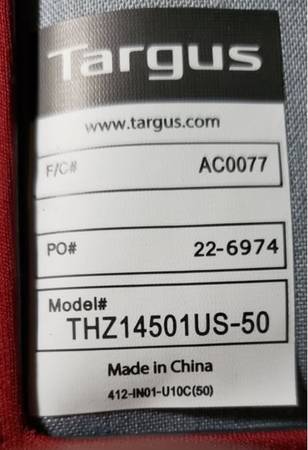 Targus
www.targus.com
F/C# AC0077
PO# 22-6974
Model#
THZ14501US-50
Made in China
412-IN01-U10C(50)